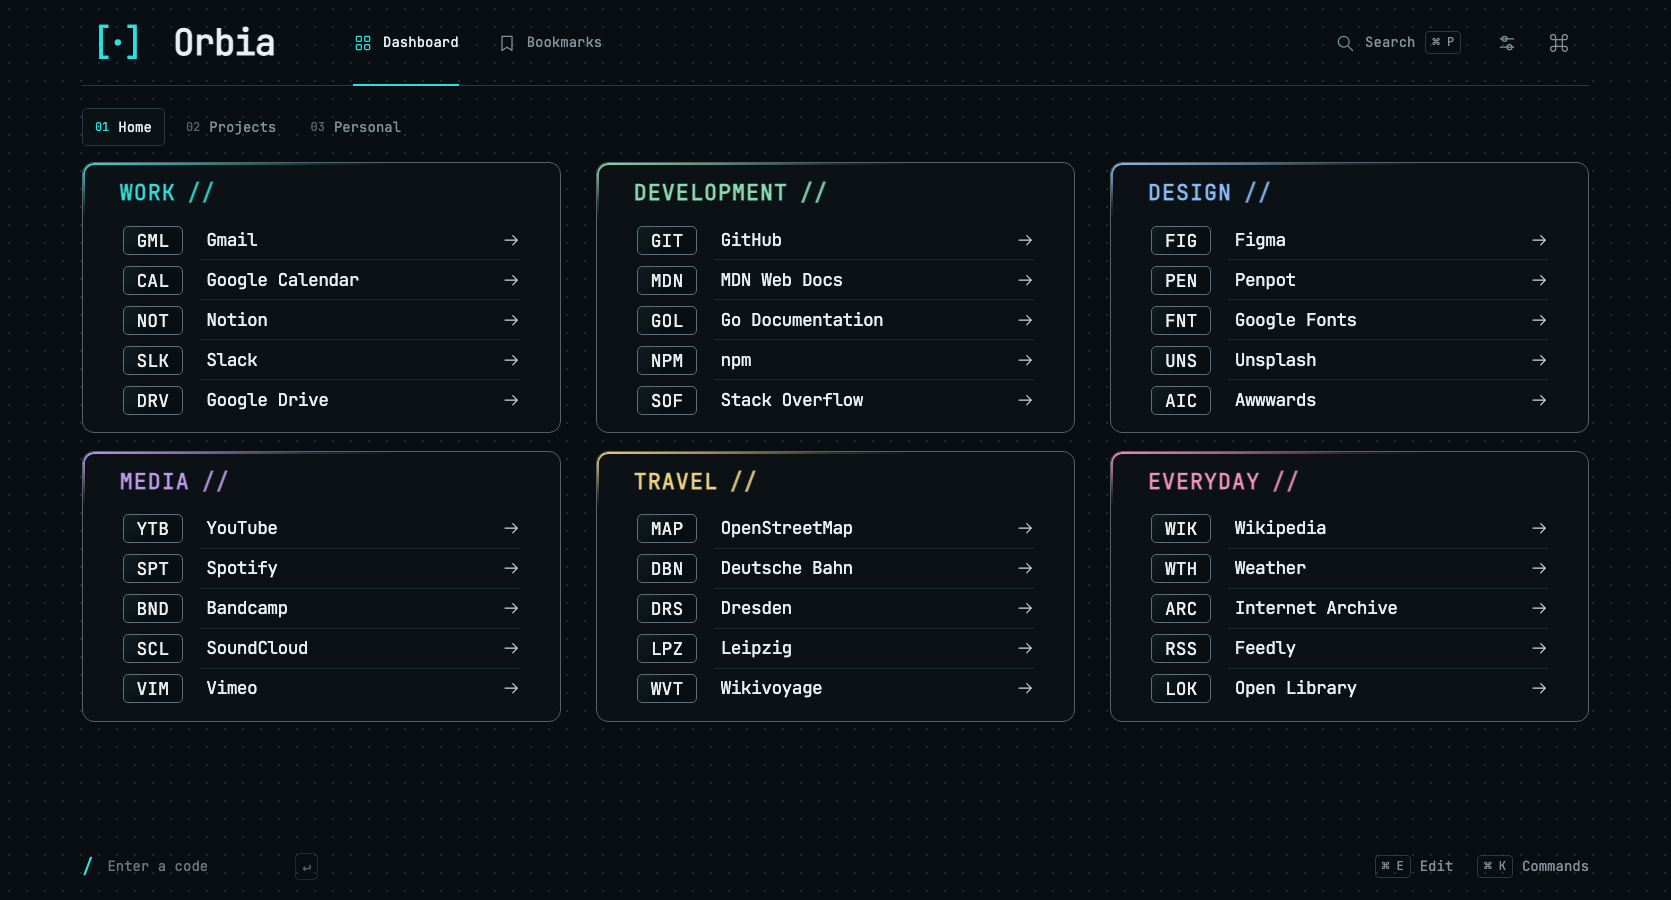 [·] Orbia
Dashboard
Bookmarks
Search ⌘ P
01 Home
02 Projects
03 Personal
WORK //
GML Gmail →
CAL Google Calendar →
NOT Notion →
SLK Slack →
DRV Google Drive →
DEVELOPMENT //
GIT GitHub →
MDN MDN Web Docs →
GOL Go Documentation →
NPM npm →
SOF Stack Overflow →
DESIGN //
FIG Figma →
PEN Penpot →
FNT Google Fonts →
UNS Unsplash →
AIC Awwwards →
MEDIA //
YTB YouTube →
SPT Spotify →
BND Bandcamp →
SCL SoundCloud →
VIM Vimeo →
TRAVEL //
MAP OpenStreetMap →
DBN Deutsche Bahn →
DRS Dresden →
LPZ Leipzig →
WVT Wikivoyage →
EVERYDAY //
WIK Wikipedia →
WTH Weather →
ARC Internet Archive →
RSS Feedly →
LOK Open Library →
/ Enter a code ↵
⌘ E Edit
⌘ K Commands